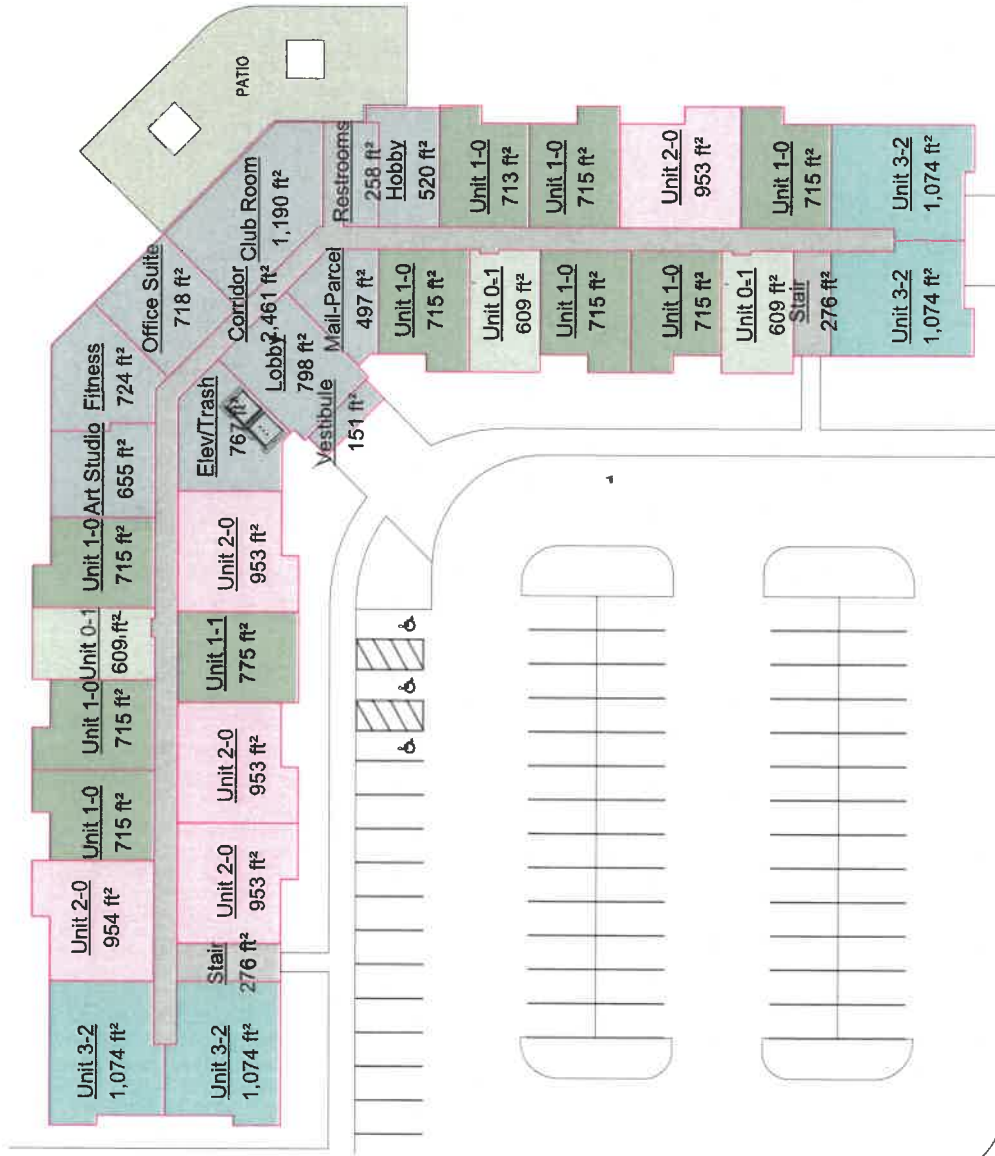 PATIO
Office Suite
718 ft²
Club Room
1,190 ft²
Restrooms
258 ft²
Hobby
520 ft²
Unit 1-0
713 ft²
Unit 1-0
715 ft²
Unit 2-0
953 ft²
Unit 1-0
715 ft²
Unit 3-2
1,074 ft²
Fitness
724 ft²
Corridor
2,461 ft²
Lobby
798 ft²
Mail-Parcel
497 ft²
Unit 1-0
715 ft²
Unit 0-1
609 ft²
Unit 1-0
715 ft²
Unit 1-0
715 ft²
Unit 0-1
609 ft²
Stair
276 ft²
Unit 3-2
1,074 ft²
Art Studio
655 ft²
Elev/Trash
767 ft²
Vestibule
151 ft²
Unit 1-0
715 ft²
Unit 2-0
953 ft²
Unit 0-1
609 ft²
Unit 1-1
775 ft²
Unit 1-0
715 ft²
Unit 2-0
953 ft²
Unit 1-0
715 ft²
Unit 2-0
953 ft²
Unit 2-0
954 ft²
Stair
276 ft²
Unit 3-2
1,074 ft²
Unit 3-2
1,074 ft²